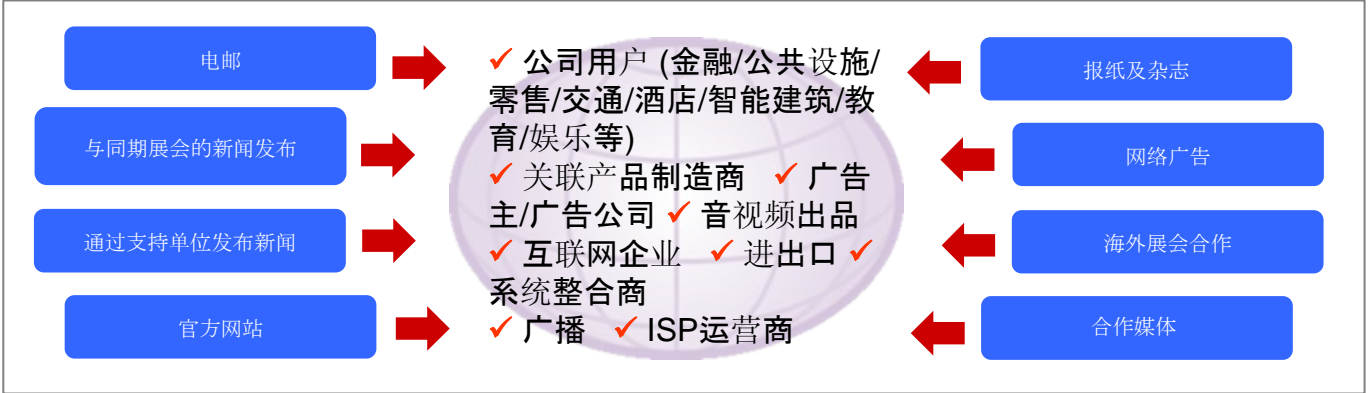 电邮
与同期展会的新闻发布
通过支持单位发布新闻
官方网站
✓ 公司用户 (金融/公共设施/
零售/交通/酒店/智能建筑/教
育/娱乐等)
✓ 关联产品制造商 ✓ 广告
主/广告公司 ✓ 音视频出品
✓ 互联网企业 ✓ 进出口 ✓
系统整合商
✓ 广播 ✓ ISP运营商
报纸及杂志
网络广告
海外展会合作
合作媒体